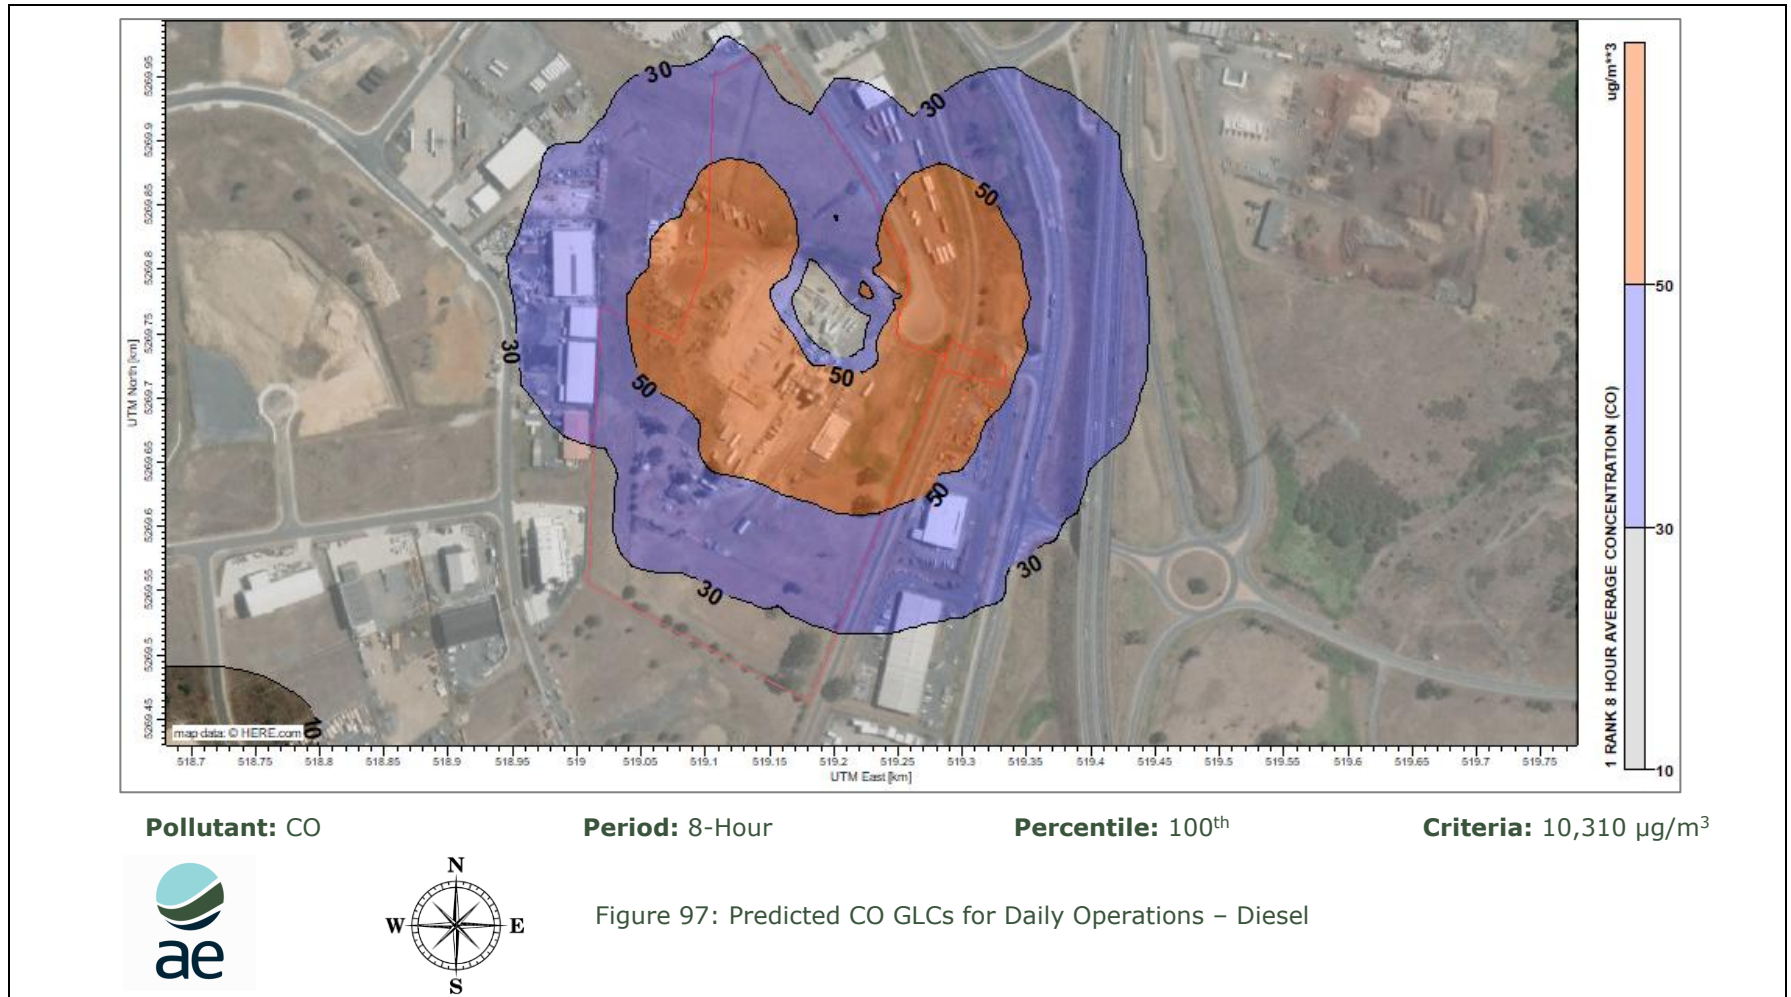 30
30
50
50
50
50
30
30
30
10
map data: © HERE.com
UTM North [km]
5269.95
5269.9
5269.85
5269.8
5269.75
5269.7
5269.65
5269.6
5269.55
5269.5
5269.45
518.7 518.75 518.8 518.85 518.9 518.95 519 519.05 519.1 519.15 519.2 519.25 519.3 519.35 519.4 519.45 519.5 519.55 519.6 519.65 519.7 519.75
UTM East [km]
ug/m**3
1 RANK 8 HOUR AVERAGE CONCENTRATION (CO)
50
30
10
Pollutant: CO Period: 8-Hour Percentile: 100th Criteria: 10,310 µg/m3
ae
N
W E
S
Figure 97: Predicted CO GLCs for Daily Operations – Diesel